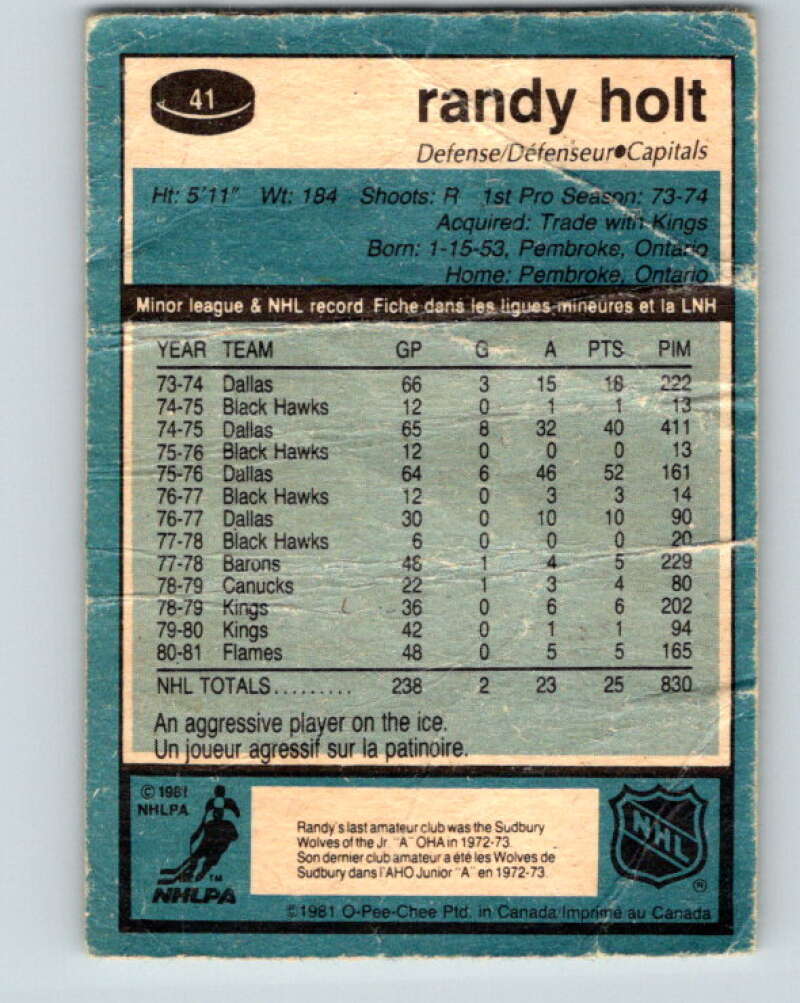 41
randy holt
Defense/Défenseur●Capitals
Ht: 5'11" Wt: 184 Shoots: R 1st Pro Season: 73-74
Acquired: Trade with Kings
Born: 1-15-53, Pembroke, Ontario
Home: Pembroke, Ontario
Minor league & NHL record Fiche dans les ligues mineures et la LNH
YEAR TEAM GP G A PTS PIM
73-74 Dallas 66 3 15 18 222
74-75 Black Hawks 12 0 1 1 13
74-75 Dallas 65 8 32 40 411
75-76 Black Hawks 12 0 0 0 13
75-76 Dallas 64 6 46 52 161
76-77 Black Hawks 12 0 3 3 14
76-77 Dallas 30 0 10 10 90
77-78 Black Hawks 6 0 0 0 20
77-78 Barons 48 1 4 5 229
78-79 Canucks 22 1 3 4 80
78-79 Kings 36 0 6 6 202
79-80 Kings 42 0 1 1 94
80-81 Flames 48 0 5 5 165
NHL TOTALS......... 238 2 23 25 830
An aggressive player on the ice.
Un joueur agressif sur la patinoire.
© 1981
NHLPA
TM
NHLPA
Randy's last amateur club was the Sudbury
Wolves of the Jr. "A" OHA in 1972-73.
Son dernier club amateur a été les Wolves de
Sudbury dans l'AHO Junior "A" en 1972-73.
NHL
®
©1981 O-Pee-Chee Ptd. in Canada/Imprimé au Canada